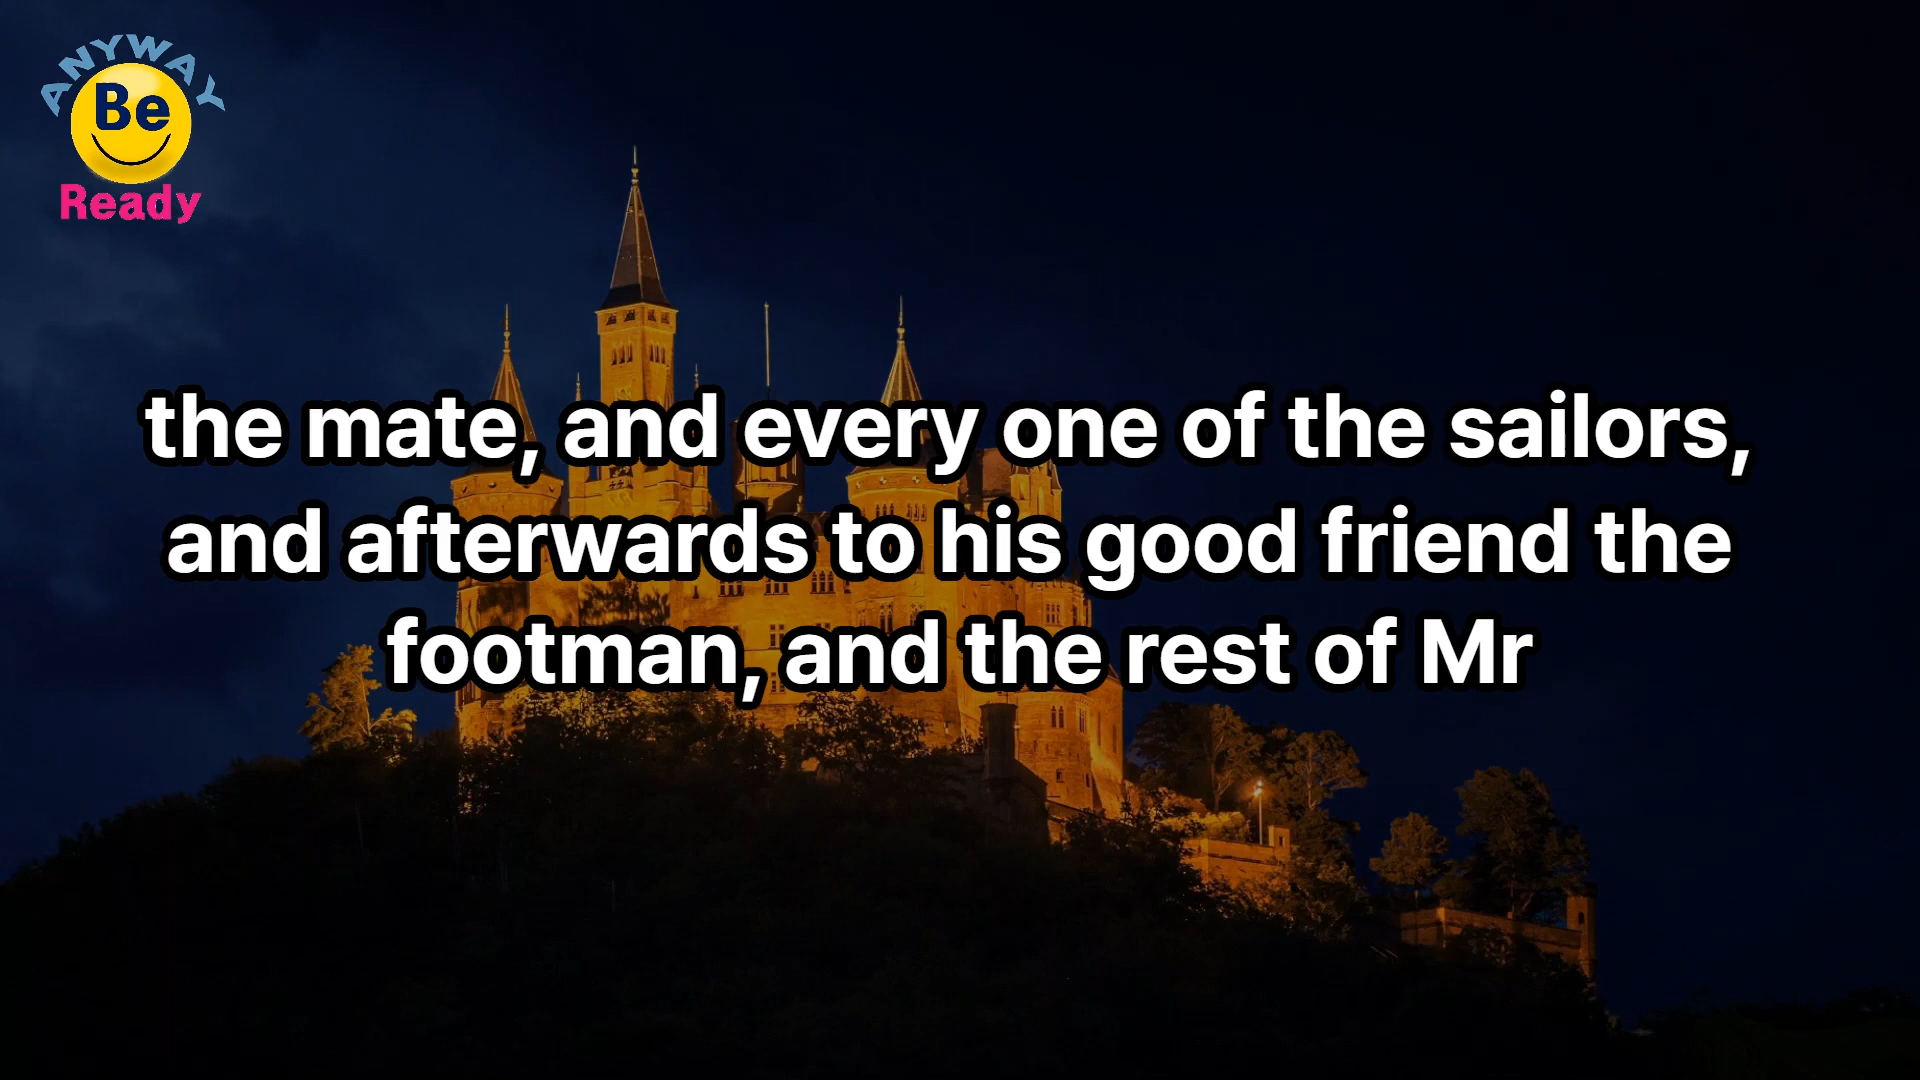 ANYWAY
Be
Ready
the mate, and every one of the sailors,
and afterwards to his good friend the
footman, and the rest of Mr